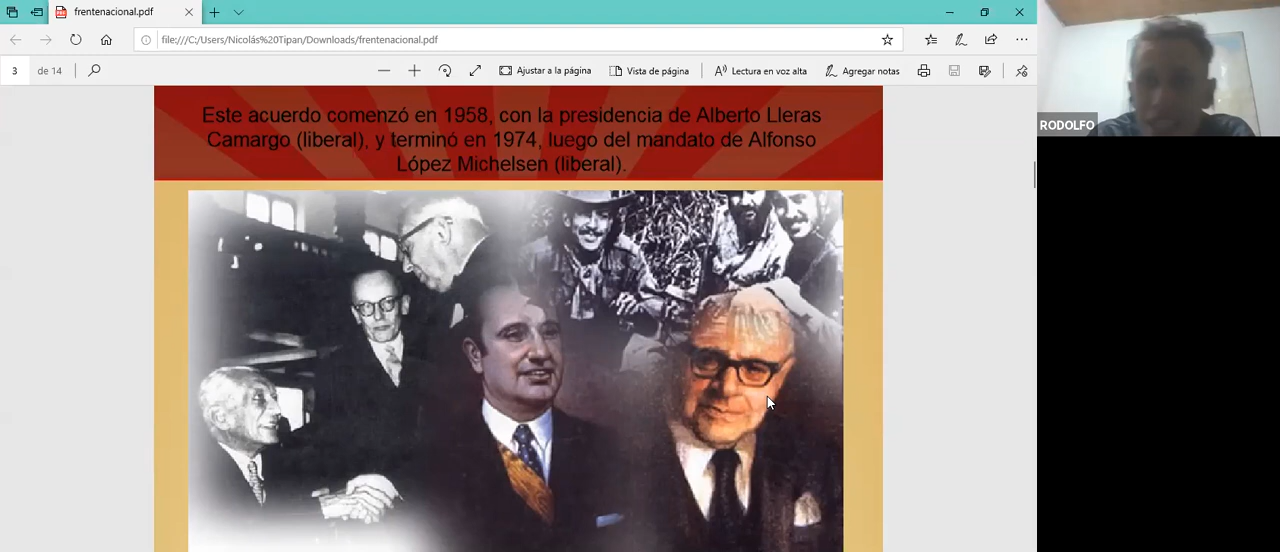 frentenacional.pdf
file:///C:/Users/Nicolás%20Tipan/Downloads/frentenacional.pdf
3 de 14
Ajustar a la página
Vista de página
Lectura en voz alta
Agregar notas
RODOLFO
Este acuerdo comenzó en 1958, con la presidencia de Alberto Lleras
Camargo (liberal), y terminó en 1974, luego del mandato de Alfonso
López Michelsen (liberal).